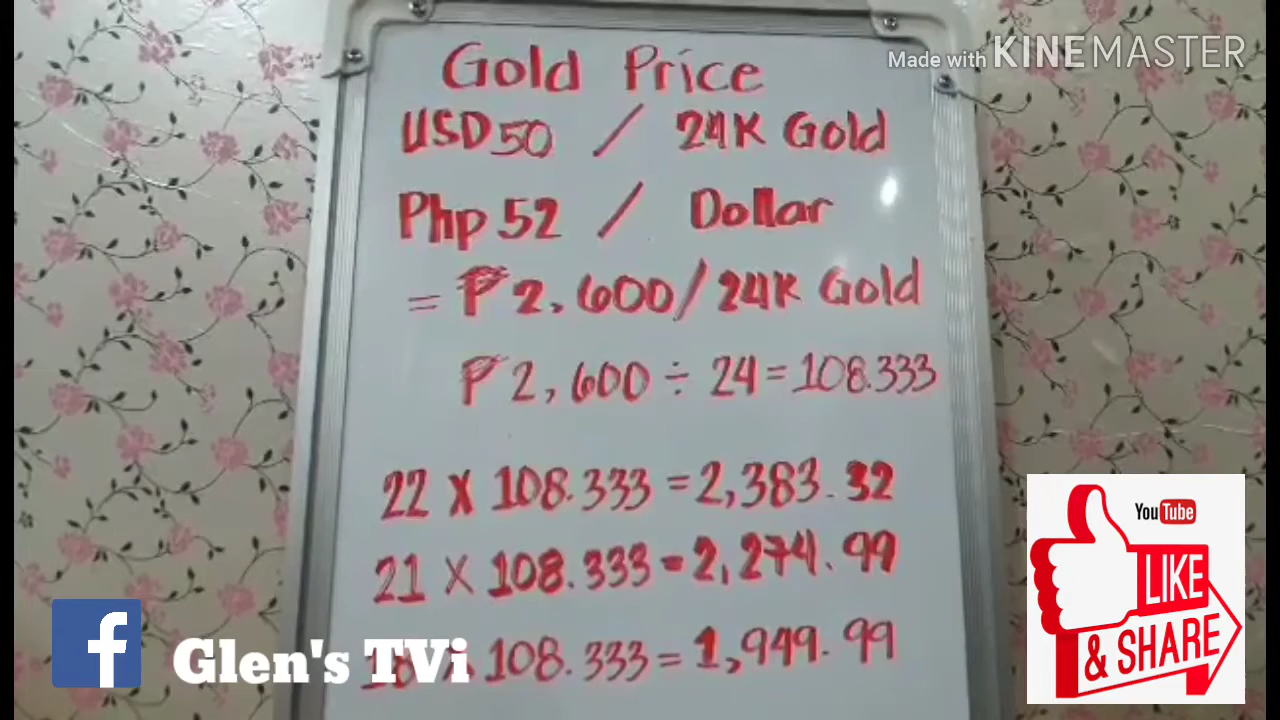 Made with KINEMASTER
Gold Price
USD50 / 24K Gold
Php 52 / Dollar
= ₱2,600/24K Gold
₱2,600 ÷ 24 = 108.333
22 X 108.333 = 2,383.32
21 X 108.333 = 2,274.99
18 X 108.333 = 1,949.99
f Glen's TVi
YouTube
LIKE
& SHARE